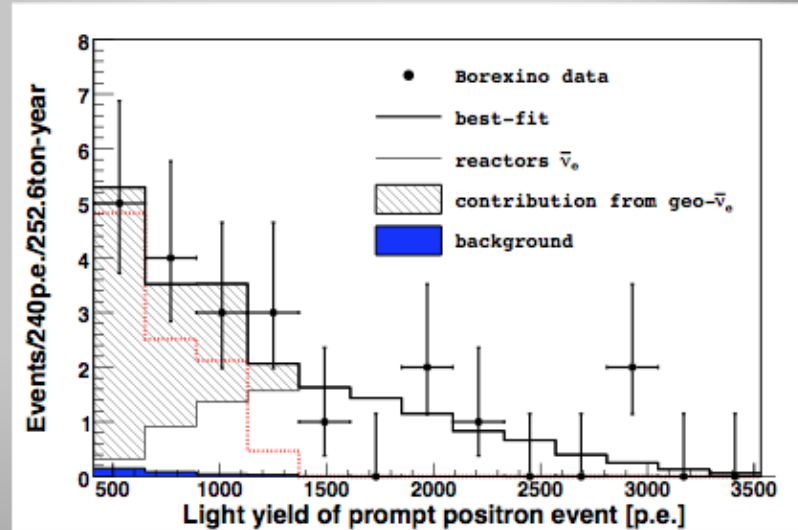 8
7
6
5
4
3
2
1
0
Events/240p.e./252.6ton-year
Borexino data
best-fit
reactors ν̄e
contribution from geo-ν̄e
background
500 1000 1500 2000 2500 3000 3500
Light yield of prompt positron event [p.e.]